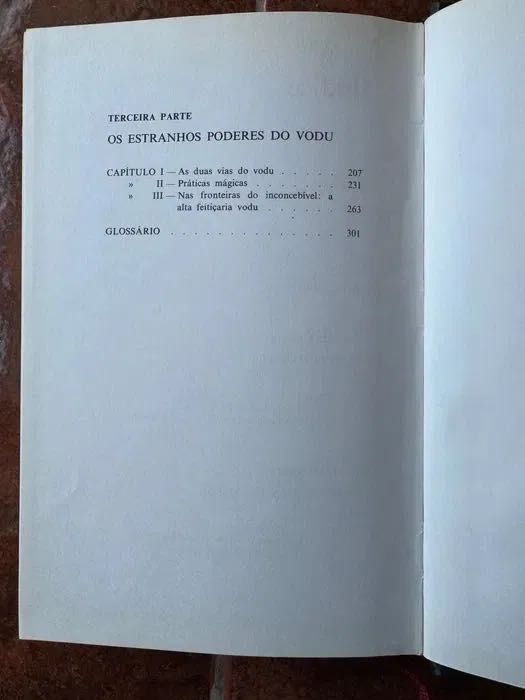 TERCEIRA PARTE
OS ESTRANHOS PODERES DO VODU
CAPÍTULO I — As duas vias do vodu . . . . . 207
» II — Práticas mágicas . . . . . . . 231
» III — Nas fronteiras do inconcebível: a
alta feitiçaria vodu . . . . . . 263
GLOSSÁRIO . . . . . . . . . . . . . . 301